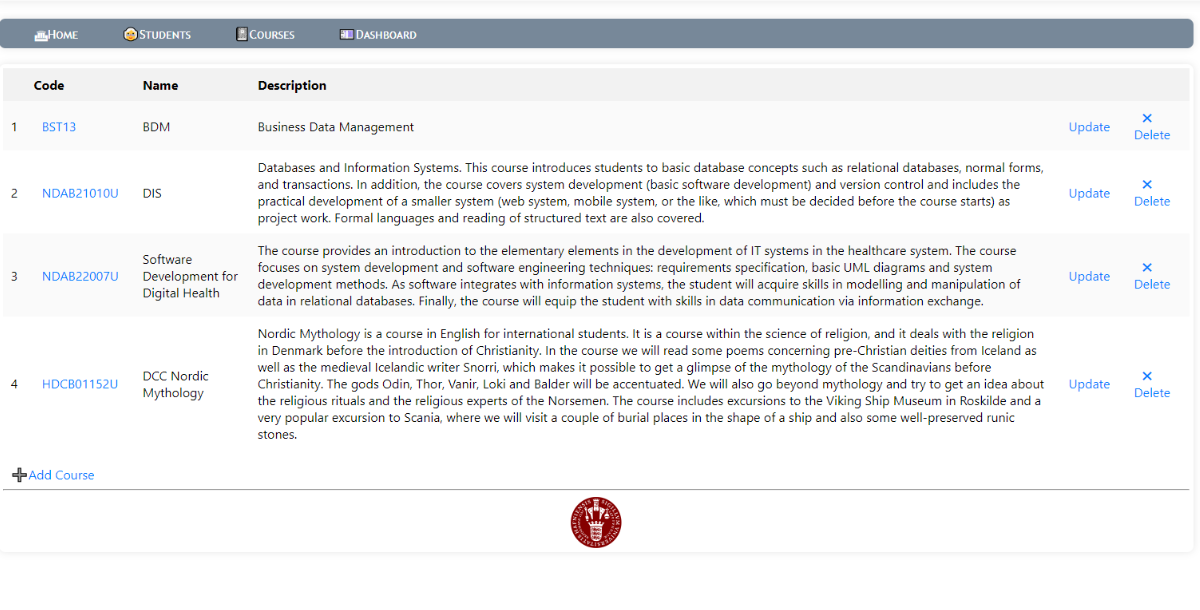 Home Students Courses Dashboard
Code Name Description
1 BST13 BDM Business Data Management Update Delete
2 NDAB21010U DIS
Databases and Information Systems. This course introduces students to basic database concepts such as relational databases, normal forms,
and transactions. In addition, the course covers system development (basic software development) and version control and includes the
practical development of a smaller system (web system, mobile system, or the like, which must be decided before the course starts) as
project work. Formal languages and reading of structured text are also covered.
Update Delete
3 NDAB22007U
Software
Development for
Digital Health
The course provides an introduction to the elementary elements in the development of IT systems in the healthcare system. The course
focuses on system development and software engineering techniques: requirements specification, basic UML diagrams and system
development methods. As software integrates with information systems, the student will acquire skills in modelling and manipulation of
data in relational databases. Finally, the course will equip the student with skills in data communication via information exchange.
Update Delete
4 HDCB01152U
DCC Nordic
Mythology
Nordic Mythology is a course in English for international students. It is a course within the science of religion, and it deals with the religion
in Denmark before the introduction of Christianity. In the course we will read some poems concerning pre-Christian deities from Iceland as
well as the medieval Icelandic writer Snorri, which makes it possible to get a glimpse of the mythology of the Scandinavians before
Christianity. The gods Odin, Thor, Vanir, Loki and Balder will be accentuated. We will also go beyond mythology and try to get an idea about
the religious rituals and the religious experts of the Norsemen. The course includes excursions to the Viking Ship Museum in Roskilde and a
very popular excursion to Scania, where we will visit a couple of burial places in the shape of a ship and also some well-preserved runic
stones.
Update Delete
Add Course